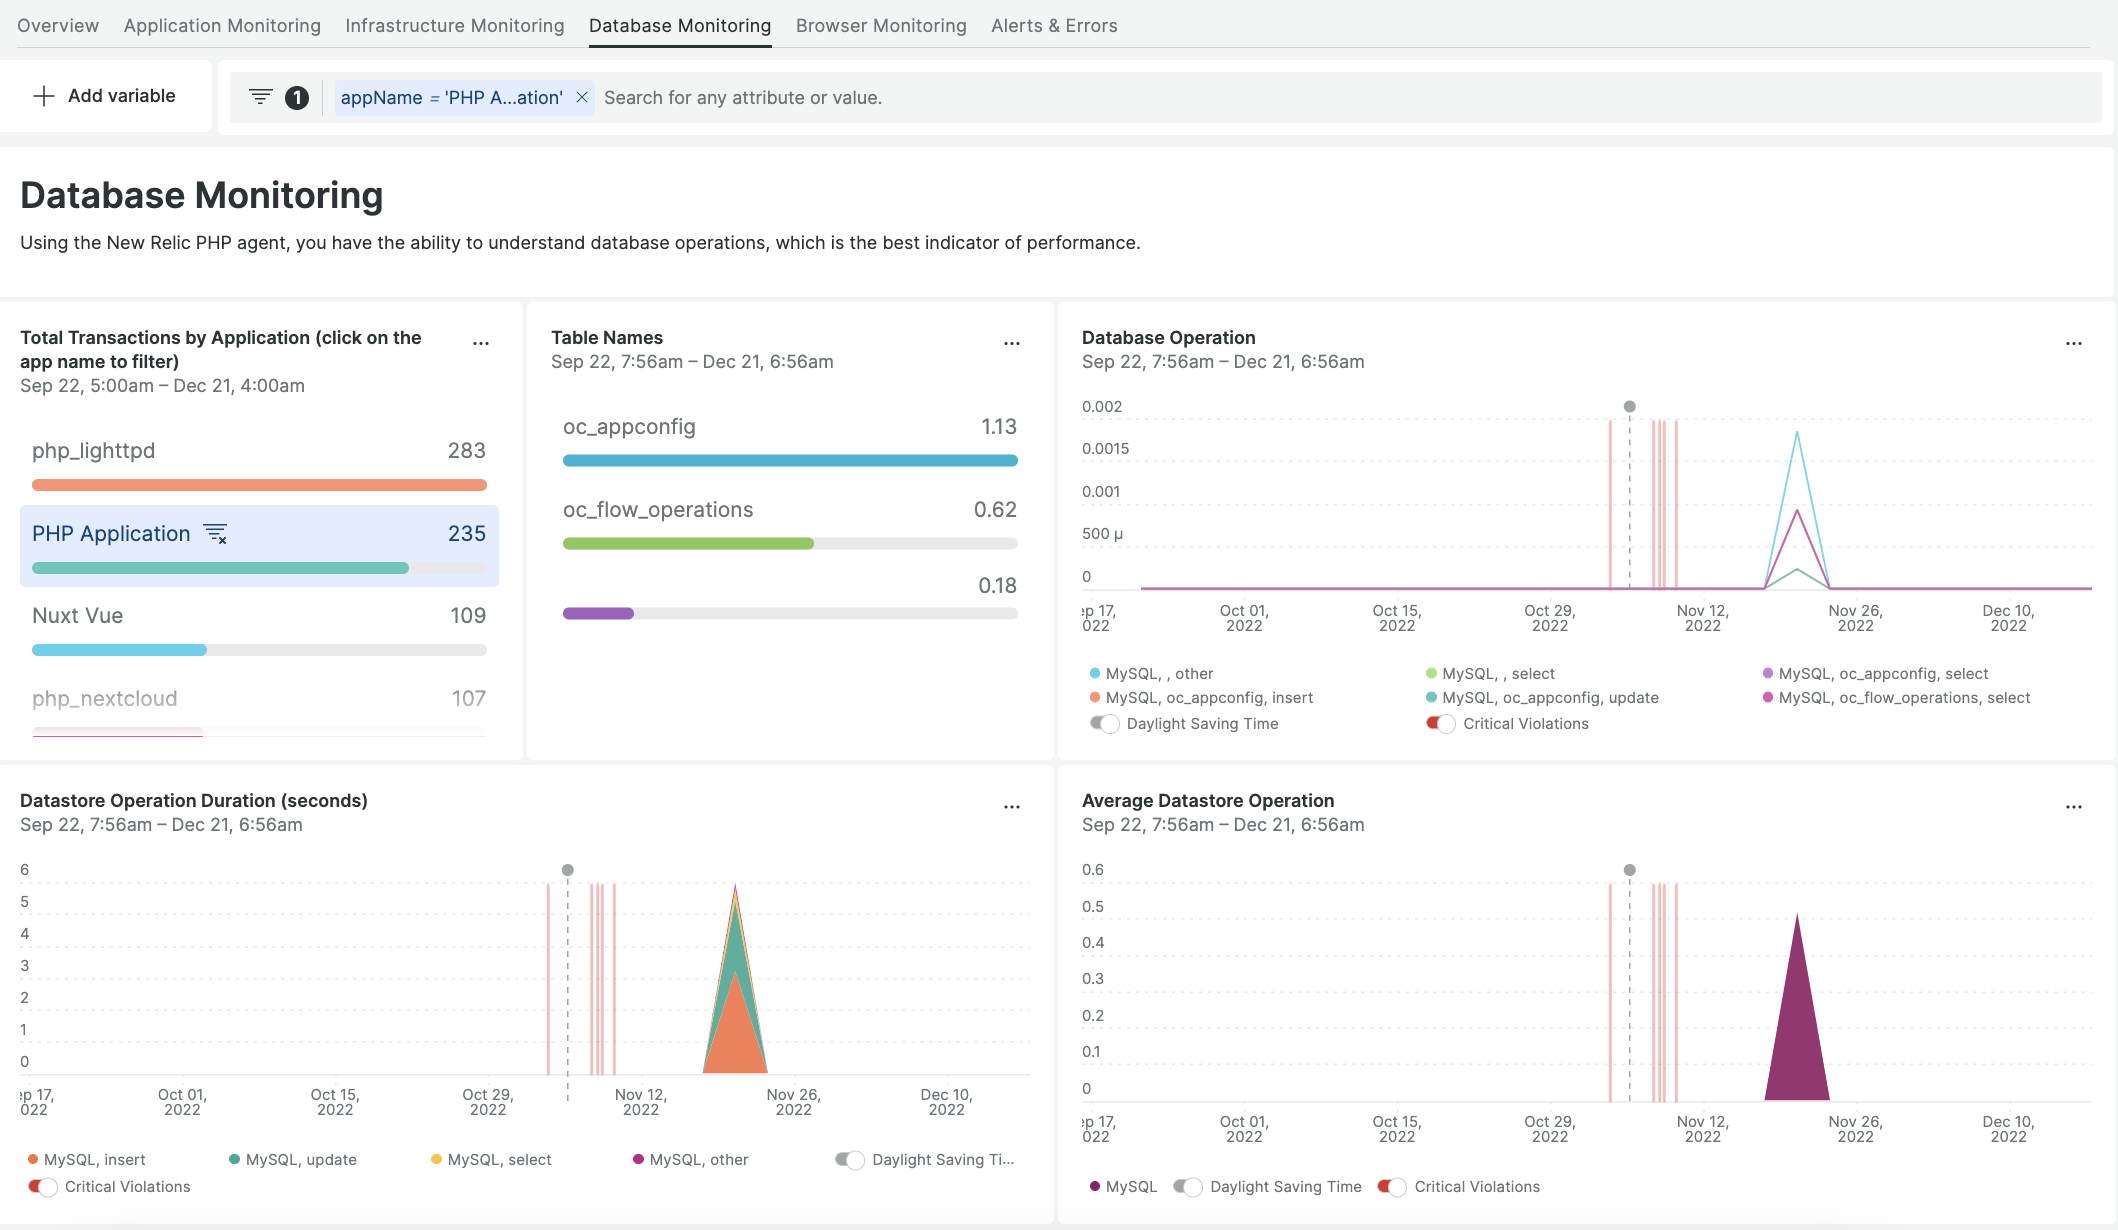 Overview Application Monitoring Infrastructure Monitoring Database Monitoring Browser Monitoring Alerts & Errors
Add variable
1 appName = 'PHP A...ation' Search for any attribute or value.
Database Monitoring
Using the New Relic PHP agent, you have the ability to understand database operations, which is the best indicator of performance.
Total Transactions by Application (click on the
app name to filter)
Sep 22, 5:00am – Dec 21, 4:00am
php_lighttpd 283
PHP Application 235
Nuxt Vue 109
php_nextcloud 107
Table Names
Sep 22, 7:56am – Dec 21, 6:56am
oc_appconfig 1.13
oc_flow_operations 0.62
0.18
Database Operation
Sep 22, 7:56am – Dec 21, 6:56am
0.002
0.0015
0.001
500 µ
0
ep 17, Oct 01, Oct 15, Oct 29, Nov 12, Nov 26, Dec 10,
022 2022 2022 2022 2022 2022 2022
MySQL, , other MySQL, , select MySQL, oc_appconfig, select
MySQL, oc_appconfig, insert MySQL, oc_appconfig, update MySQL, oc_flow_operations, select
Daylight Saving Time Critical Violations
Datastore Operation Duration (seconds)
Sep 22, 7:56am – Dec 21, 6:56am
6
5
4
3
2
1
0
ep 17, Oct 01, Oct 15, Oct 29, Nov 12, Nov 26, Dec 10,
022 2022 2022 2022 2022 2022 2022
MySQL, insert MySQL, update MySQL, select MySQL, other Daylight Saving Ti...
Critical Violations
Average Datastore Operation
Sep 22, 7:56am – Dec 21, 6:56am
0.6
0.5
0.4
0.3
0.2
0.1
0
ep 17, Oct 01, Oct 15, Oct 29, Nov 12, Nov 26, Dec 10,
022 2022 2022 2022 2022 2022 2022
MySQL Daylight Saving Time Critical Violations